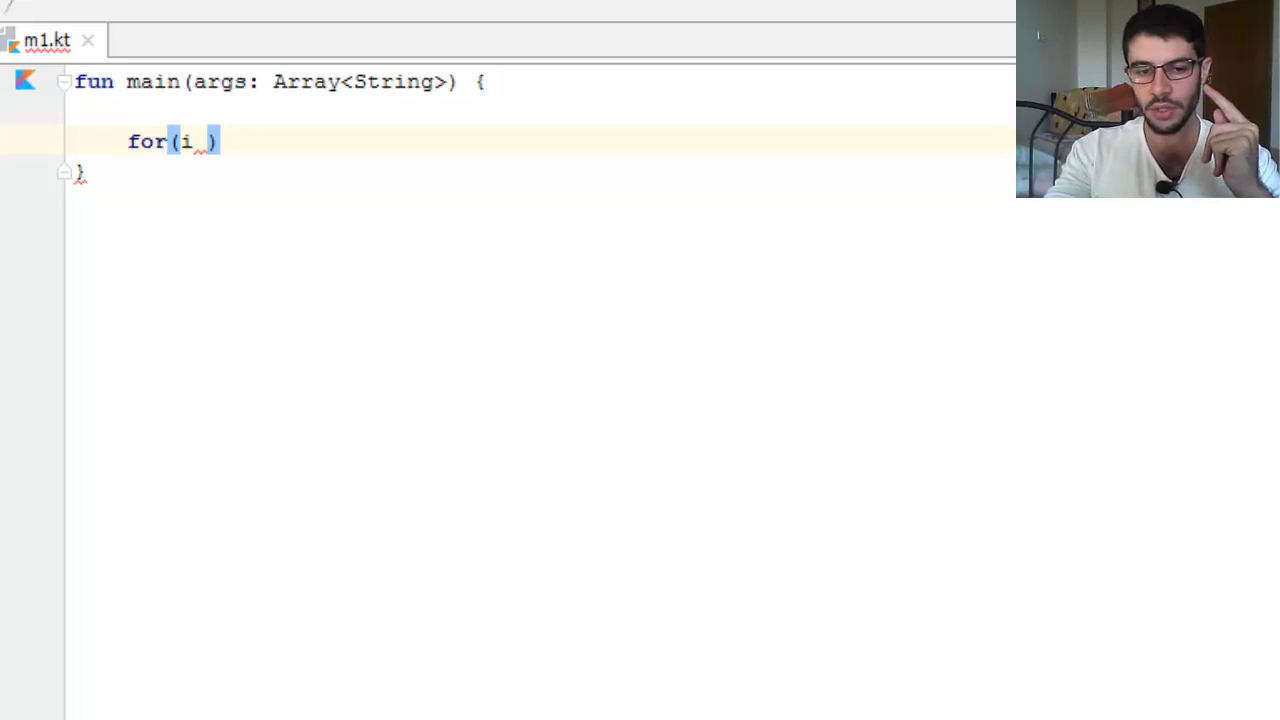 m1.kt
fun main(args: Array<String>) {
for(i )
}